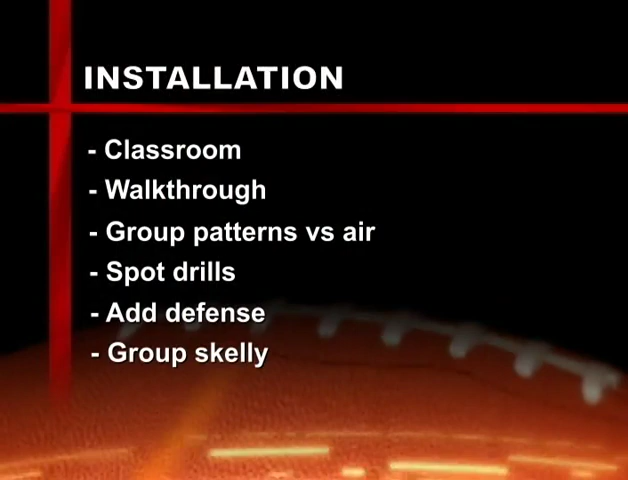 INSTALLATION
- Classroom
- Walkthrough
- Group patterns vs air
- Spot drills
- Add defense
- Group skelly